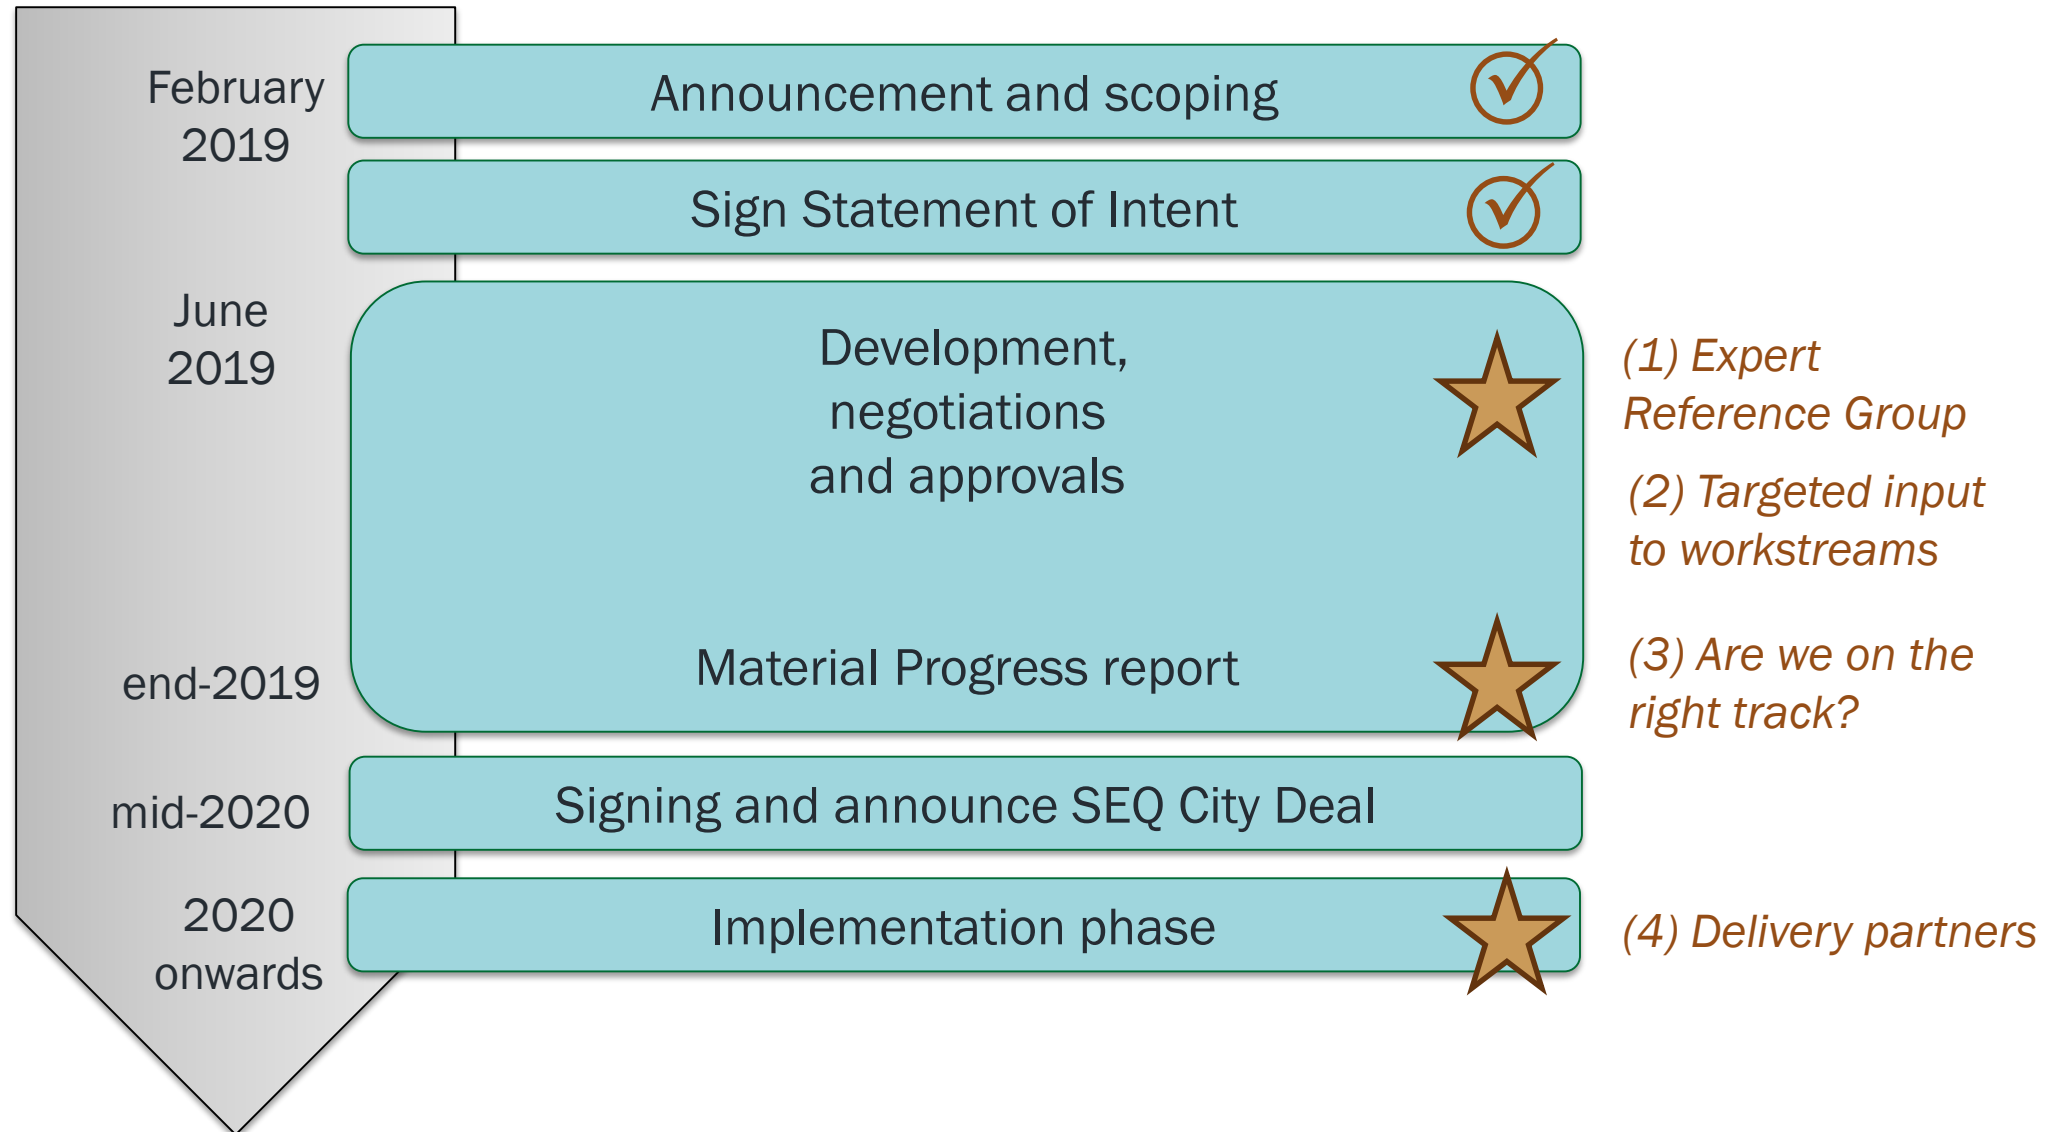 February
2019
Announcement and scoping
Sign Statement of Intent
June
2019
Development,
negotiations
and approvals
(1) Expert
Reference Group
(2) Targeted input
to workstreams
end-2019
Material Progress report
(3) Are we on the
right track?
mid-2020
Signing and announce SEQ City Deal
2020
onwards
Implementation phase
(4) Delivery partners